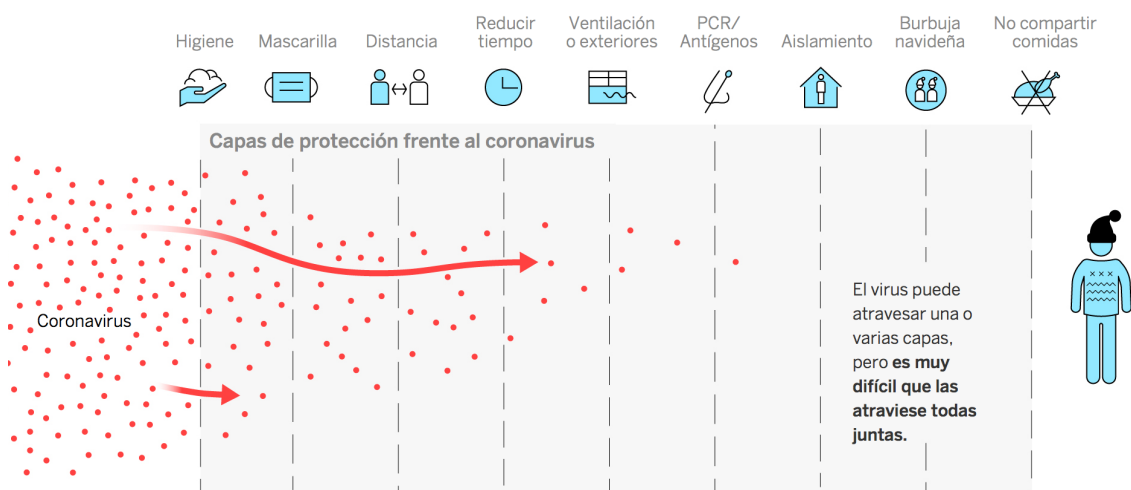 Higiene
Mascarilla
Distancia
Reducir
tiempo
Ventilación
o exteriores
PCR/
Antígenos
Aislamiento
Burbuja
navideña
No compartir
comidas
Capas de protección frente al coronavirus
Coronavirus
El virus puede
atravesar una o
varias capas,
pero es muy
difícil que las
atraviese todas
juntas.